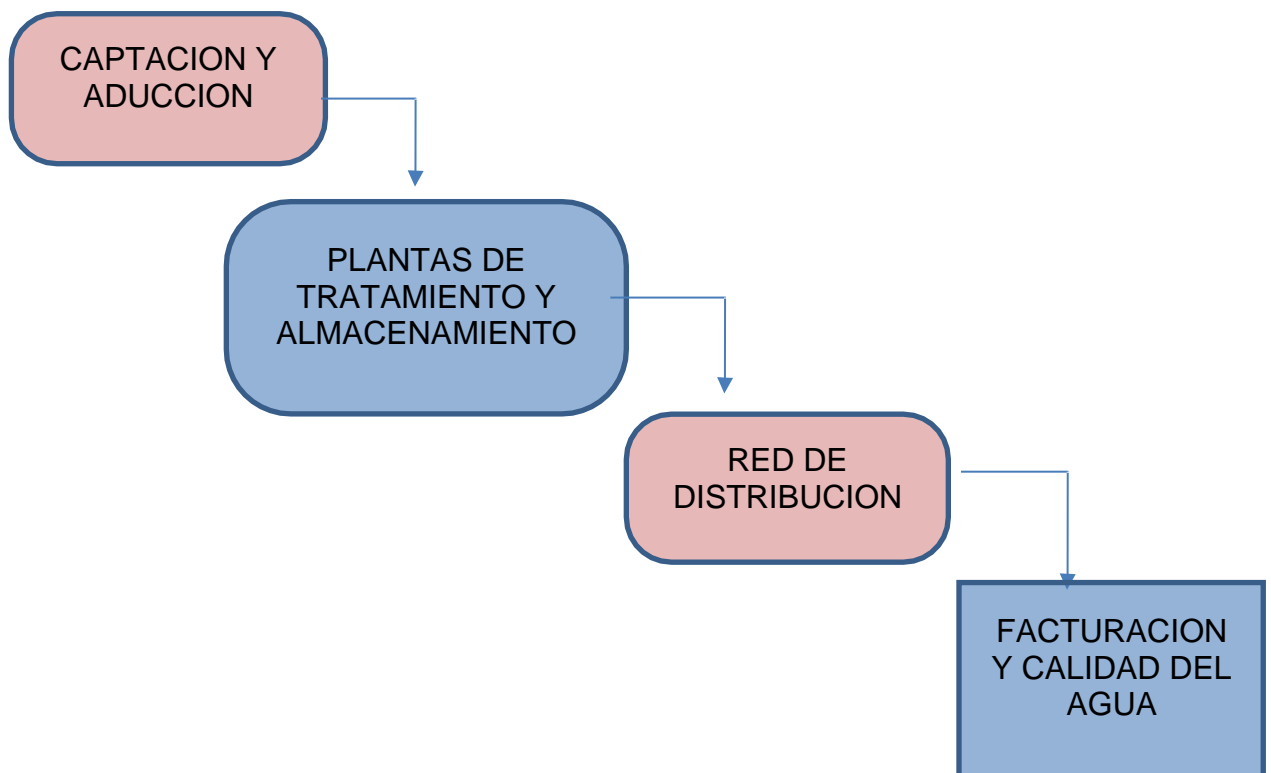 CAPTACION Y
ADUCCION
PLANTAS DE
TRATAMIENTO Y
ALMACENAMIENTO
RED DE
DISTRIBUCION
FACTURACION
Y CALIDAD DEL
AGUA